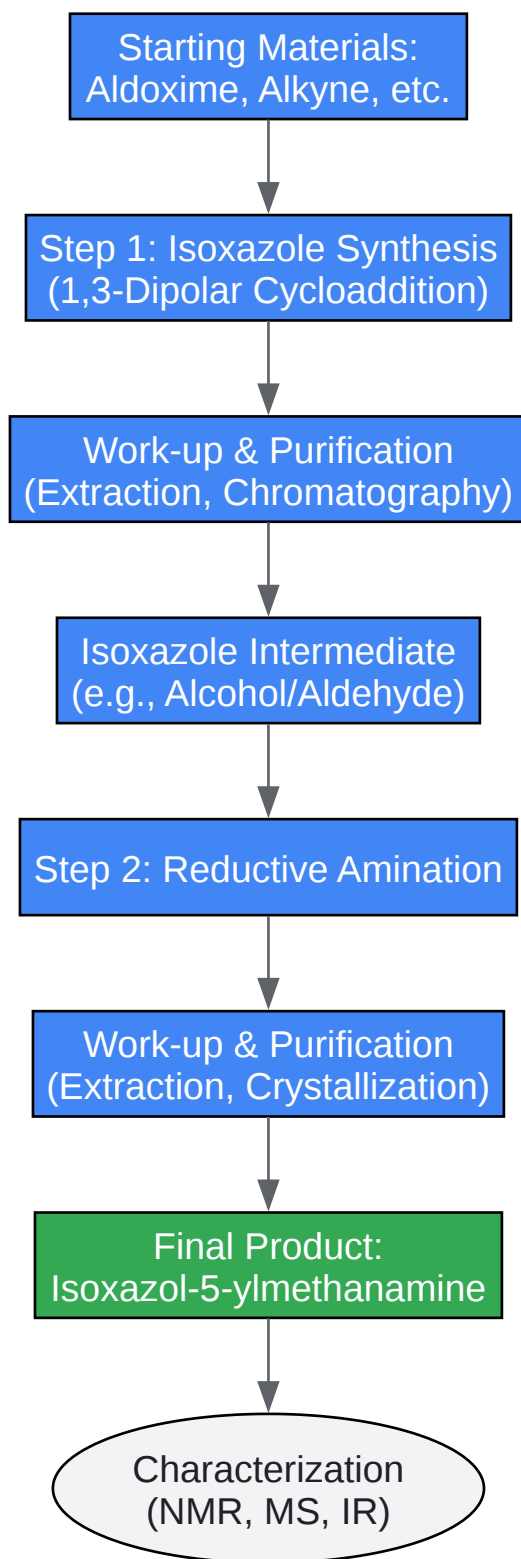 Starting Materials:
Aldoxime, Alkyne, etc.
Step 1: Isoxazole Synthesis
(1,3-Dipolar Cycloaddition)
Work-up & Purification
(Extraction, Chromatography)
Isoxazole Intermediate
(e.g., Alcohol/Aldehyde)
Step 2: Reductive Amination
Work-up & Purification
(Extraction, Crystallization)
Final Product:
Isoxazol-5-ylmethanamine
Characterization
(NMR, MS, IR)